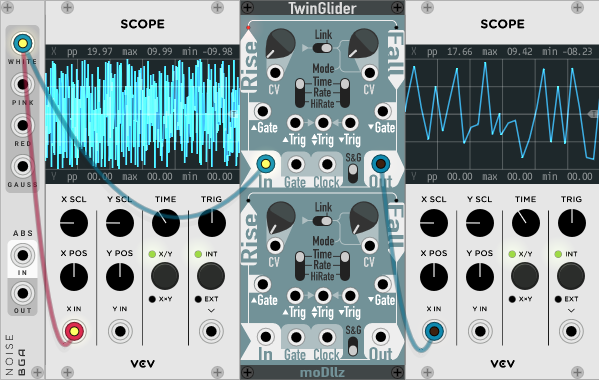 WHITE
PINK
RED
GAUSS
ABS
IN
OUT
NOISE
BGA
SCOPE
X pp 19.97 max 09.99 min -09.98
Y pp 00.00 max 00.00 min 00.00
X SCL Y SCL TIME TRIG
X POS Y POS X/Y INT
X×Y EXT
X IN Y IN
VCV
TwinGlider
Rise
Fall
Link
CV
Mode
Time
Rate
HiRate
CV
Gate
Trig Trig Trig
Gate
S&G
In Gate Clock Out
Rise
Fall
Link
CV
Mode
Time
Rate
HiRate
CV
Gate
Trig Trig Trig
Gate
S&G
In Gate Clock Out
moDllz
SCOPE
X pp 17.66 max 09.42 min -08.23
Y pp 00.00 max 00.00 min 00.00
X SCL Y SCL TIME TRIG
X POS Y POS X/Y INT
X×Y EXT
X IN Y IN
VCV